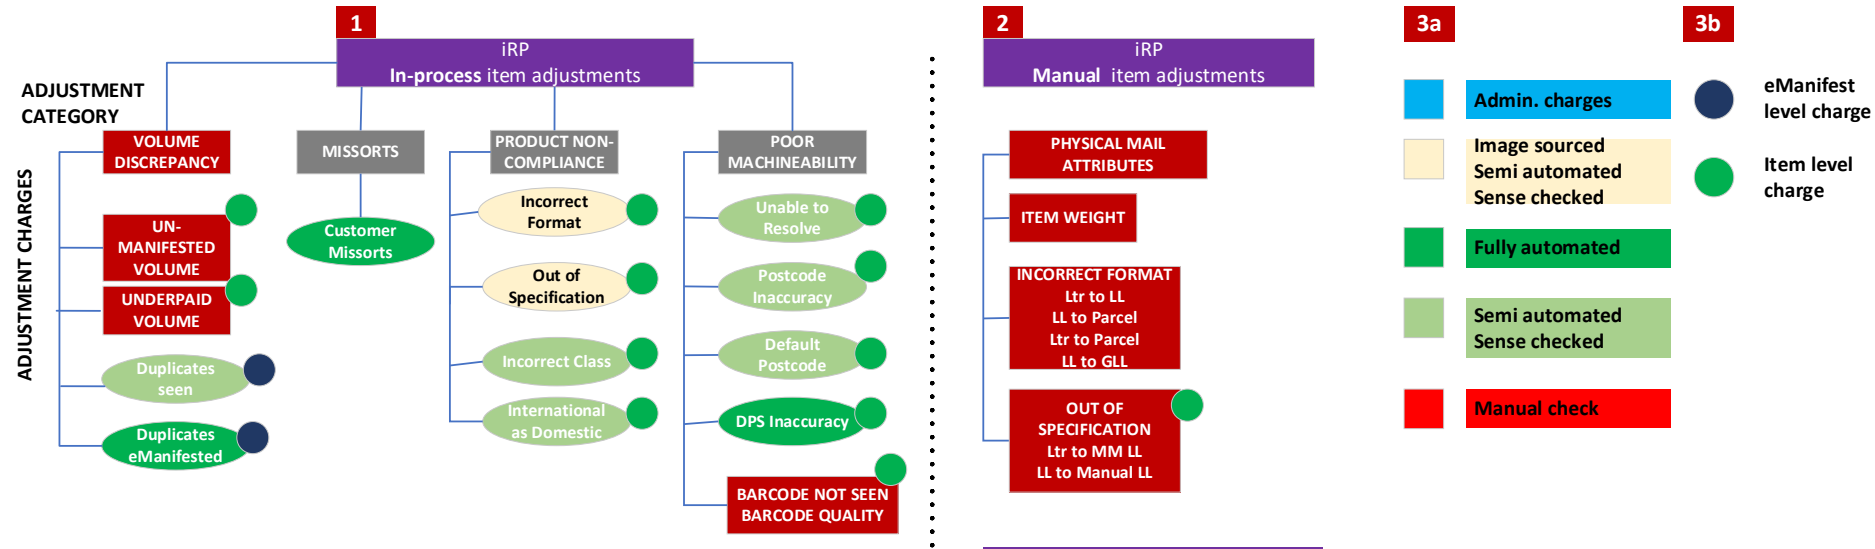 1
iRP
In-process item adjustments
ADJUSTMENT
CATEGORY
ADJUSTMENT CHARGES
VOLUME
DISCREPANCY
UN-
MANIFESTED
VOLUME
UNDERPAID
VOLUME
Duplicates
seen
Duplicates
eManifested
MISSORTS
Customer
Missorts
PRODUCT NON-
COMPLIANCE
Incorrect
Format
Out of
Specification
Incorrect Class
International
as Domestic
POOR
MACHINEABILITY
Unable to
Resolve
Postcode
Inaccuracy
Default
Postcode
DPS Inaccuracy
BARCODE NOT SEEN
BARCODE QUALITY
2
iRP
Manual item adjustments
PHYSICAL MAIL
ATTRIBUTES
ITEM WEIGHT
INCORRECT FORMAT
Ltr to LL
LL to Parcel
Ltr to Parcel
LL to GLL
OUT OF
SPECIFICATION
Ltr to MM LL
LL to Manual LL
3a
Admin. charges
Image sourced
Semi automated
Sense checked
Fully automated
Semi automated
Sense checked
Manual check
3b
eManifest
level charge
Item level
charge